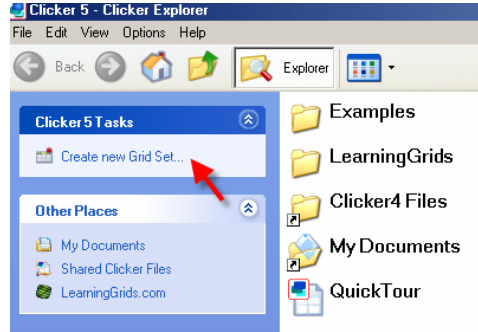 Clicker 5 - Clicker Explorer
File Edit View Options Help
Back Explorer
Clicker 5 Tasks
Create new Grid Set...
Other Places
My Documents
Shared Clicker Files
LearningGrids.com
Examples
LearningGrids
Clicker4 Files
My Documents
QuickTour